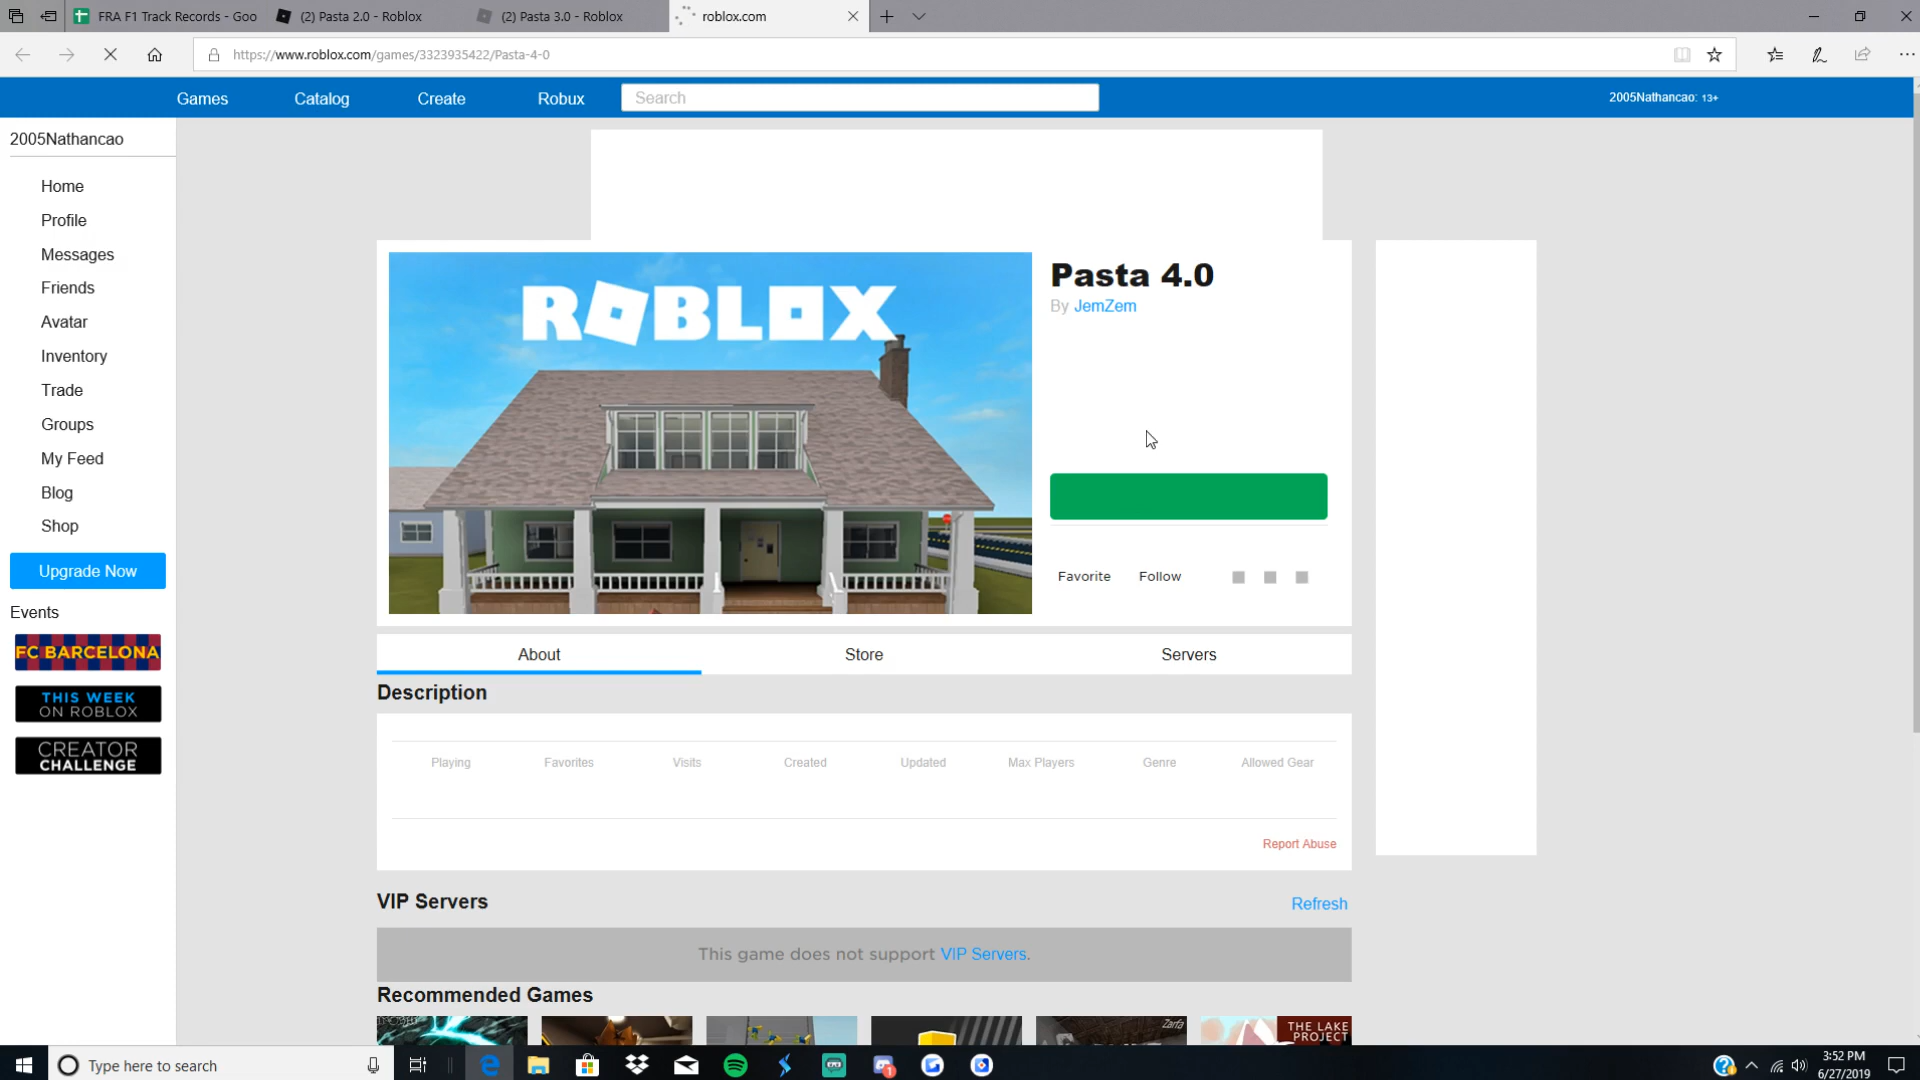 FRA F1 Track Records - Goo
(2) Pasta 2.0 - Roblox
(2) Pasta 3.0 - Roblox
roblox.com
https://www.roblox.com/games/3323935422/Pasta-4-0
Games
Catalog
Create
Robux
Search
2005Nathancao: 13+
2005Nathancao
Home
Profile
Messages
Friends
Avatar
Inventory
Trade
Groups
My Feed
Blog
Shop
Upgrade Now
Events
FC BARCELONA
THIS WEEK
ON ROBLOX
CREATOR
CHALLENGE
ROBLOX
Pasta 4.0
By JemZem
Favorite
Follow
About
Store
Servers
Description
Playing
Favorites
Visits
Created
Updated
Max Players
Genre
Allowed Gear
Report Abuse
VIP Servers
Refresh
This game does not support VIP Servers.
Recommended Games
Zarfa
THE LAKE
PROJECT
Type here to search
1
3:52 PM
6/27/2019